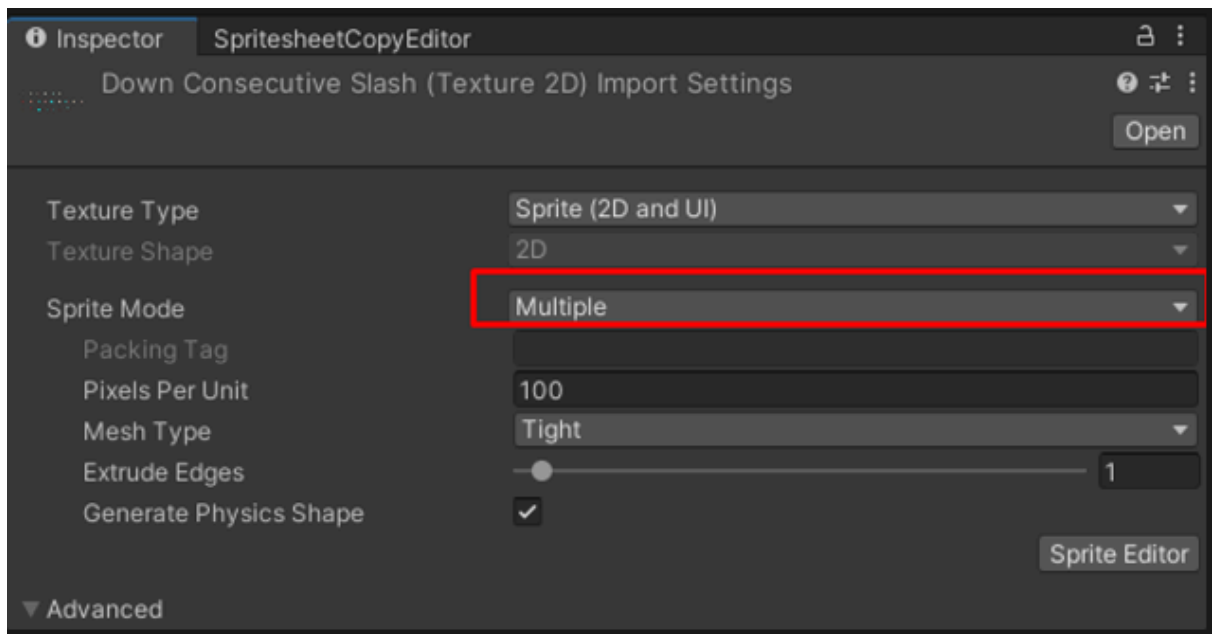 Inspector SpritesheetCopyEditor
Down Consecutive Slash (Texture 2D) Import Settings
Open
Texture Type Sprite (2D and UI)
Texture Shape 2D
Sprite Mode Multiple
Packing Tag
Pixels Per Unit 100
Mesh Type Tight
Extrude Edges 1
Generate Physics Shape
Sprite Editor
Advanced